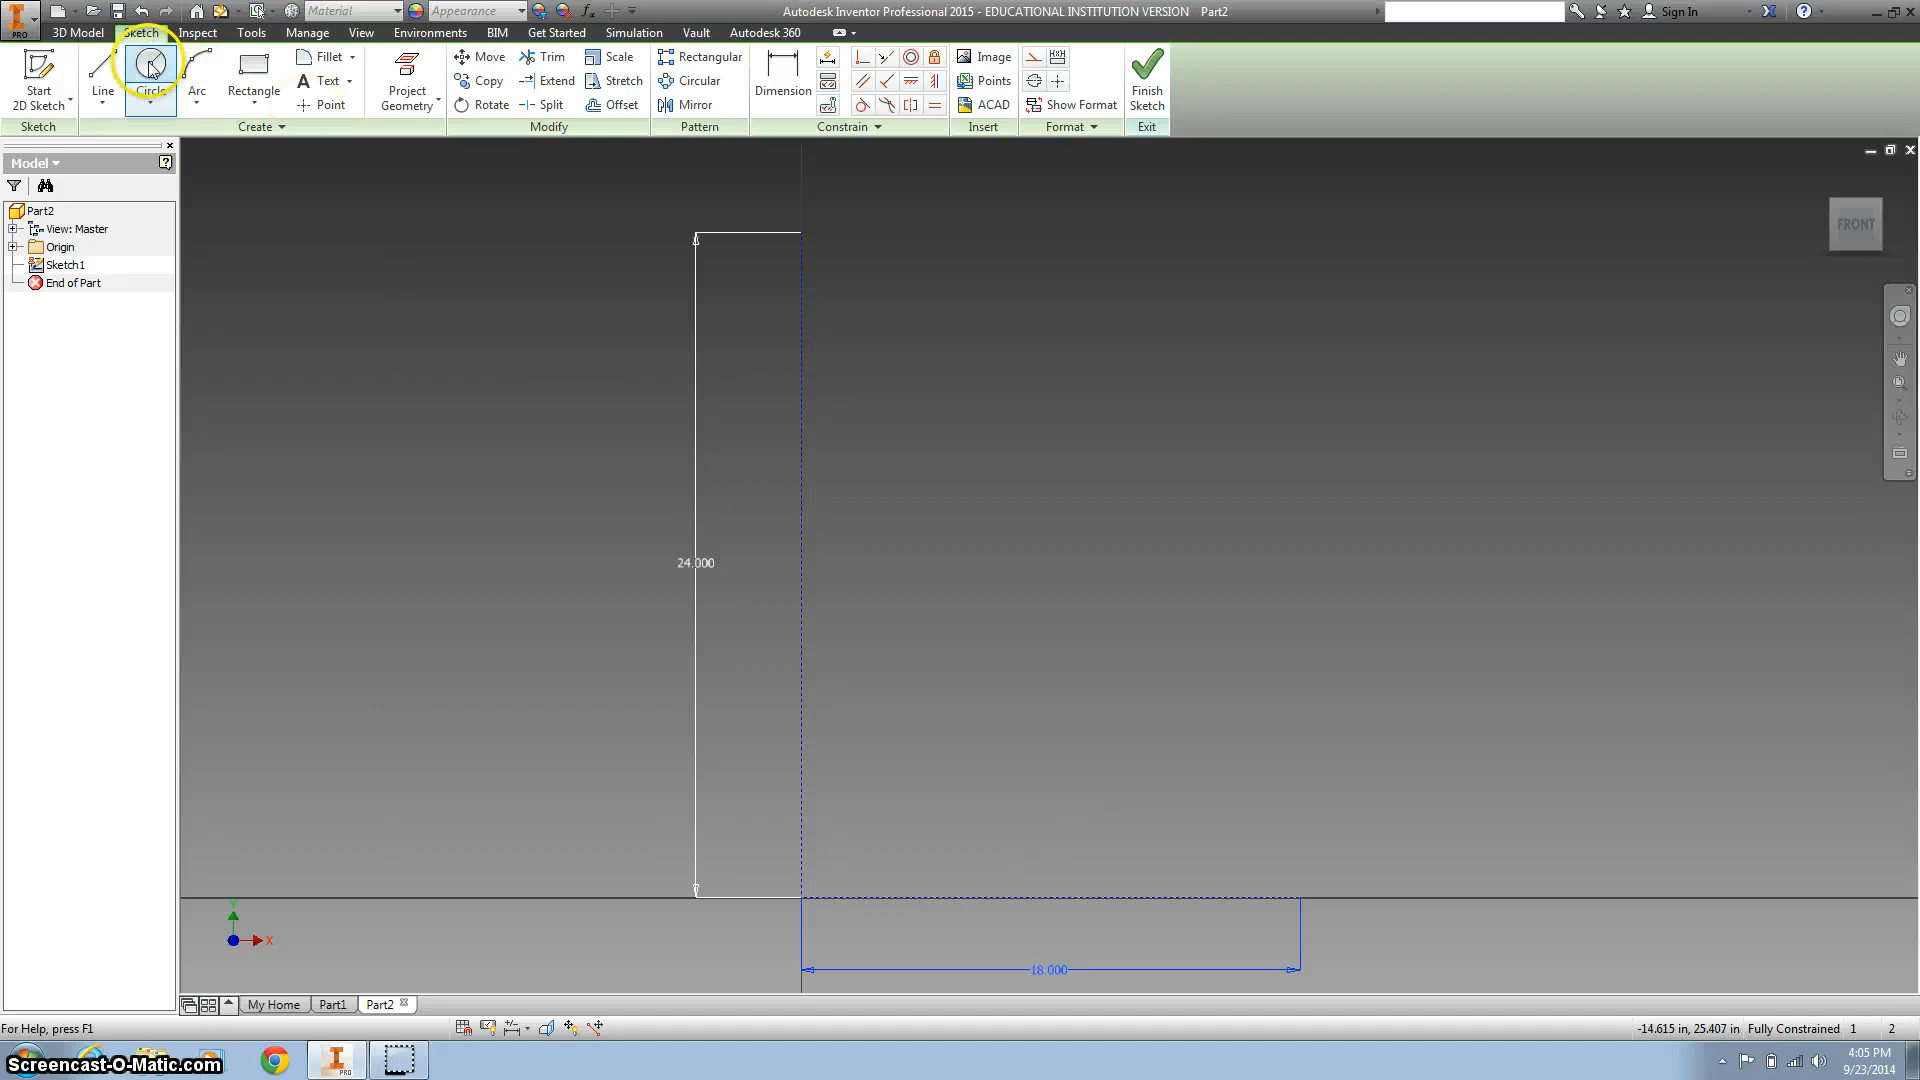 Material Appearance Autodesk Inventor Professional 2015 - EDUCATIONAL INSTITUTION VERSION Part2 Sign In
PRO 3D Model Sketch Inspect Tools Manage View Environments BIM Get Started Simulation Vault Autodesk 360
Start 2D Sketch Line Circle Arc Rectangle Fillet Text Point Project Geometry
Move Trim Scale
Copy Extend Stretch
Rotate Split Offset
Rectangular
Circular
Mirror
Dimension
Image
Points
ACAD
Show Format
Finish Sketch
Sketch Create Modify Pattern Constrain Insert Format Exit
Model
Part2
View: Master
Origin
Sketch1
End of Part
FRONT
24.000
18.000
Y
X
My Home Part1 Part2
For Help, press F1 -14.615 in, 25.407 in Fully Constrained 1 2
Screencast-O-Matic.com
PRO
4:05 PM
9/23/2014